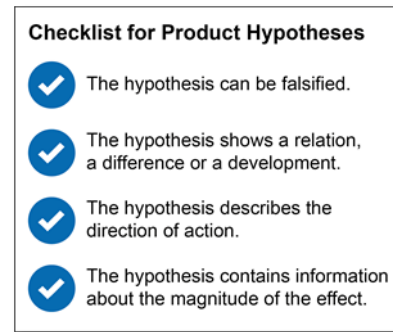 Checklist for Product Hypotheses
The hypothesis can be falsified.
The hypothesis shows a relation,
a difference or a development.
The hypothesis describes the
direction of action.
The hypothesis contains information
about the magnitude of the effect.